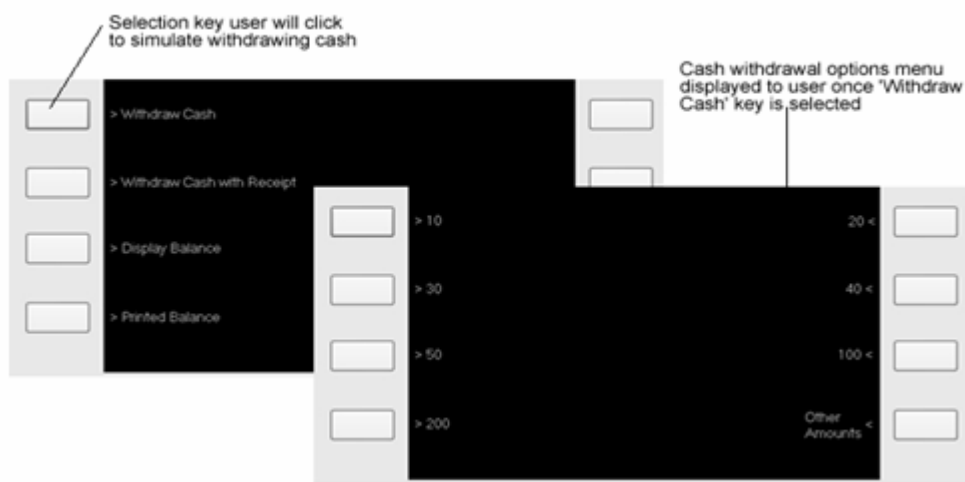 Selection key user will click
to simulate withdrawing cash
Cash withdrawal options menu
displayed to user once 'Withdraw
Cash' key is selected
> Withdraw Cash
> Withdraw Cash with Receipt
> Display Balance
> Printed Balance
> 10
20 <
> 30
40 <
> 50
100 <
> 200
Other
Amounts <